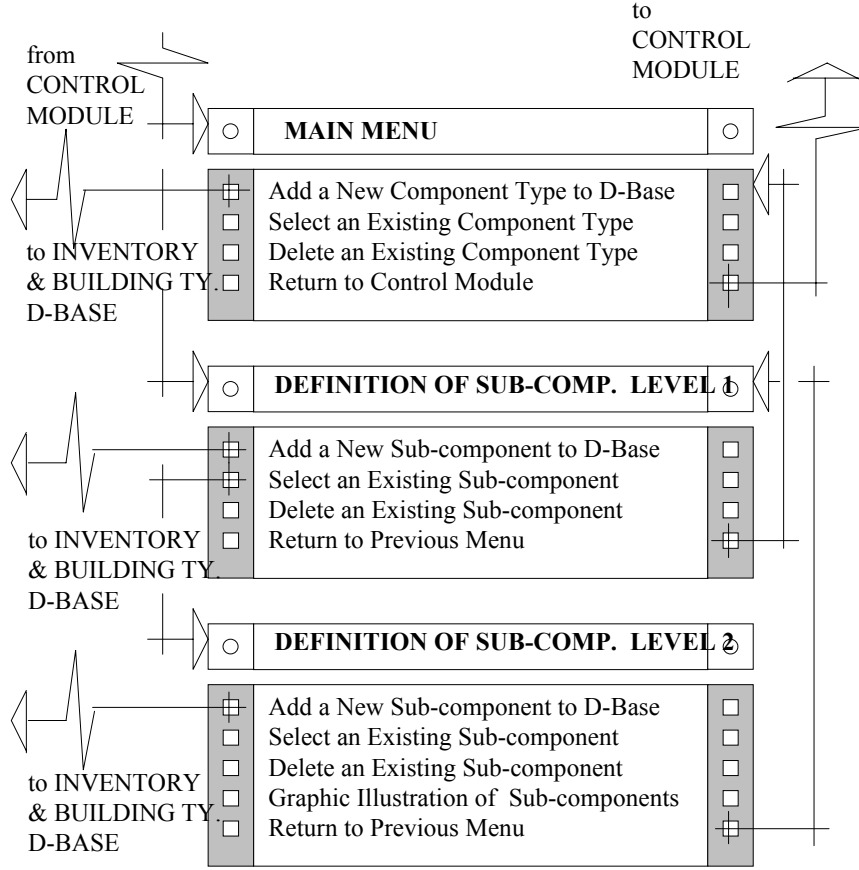 to
CONTROL
MODULE
from
CONTROL
MODULE
MAIN MENU
Add a New Component Type to D-Base
Select an Existing Component Type
Delete an Existing Component Type
Return to Control Module
to INVENTORY
& BUILDING TY.
D-BASE
DEFINITION OF SUB-COMP. LEVEL 1
Add a New Sub-component to D-Base
Select an Existing Sub-component
Delete an Existing Sub-component
Return to Previous Menu
to INVENTORY
& BUILDING TY.
D-BASE
DEFINITION OF SUB-COMP. LEVEL 2
Add a New Sub-component to D-Base
Select an Existing Sub-component
Delete an Existing Sub-component
Graphic Illustration of Sub-components
Return to Previous Menu
to INVENTORY
& BUILDING TY.
D-BASE